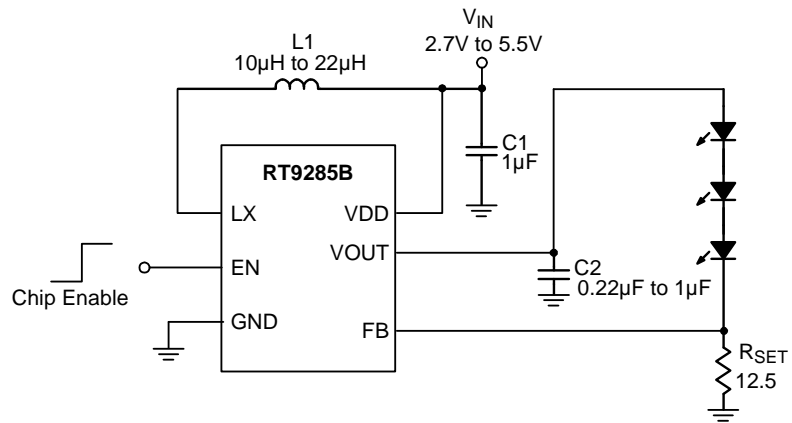 V_IN
2.7V to 5.5V
L1
10µH to 22µH
C1
1µF
RT9285B
LX
VDD
VOUT
EN
Chip Enable
C2
0.22µF to 1µF
GND
FB
R_SET
12.5